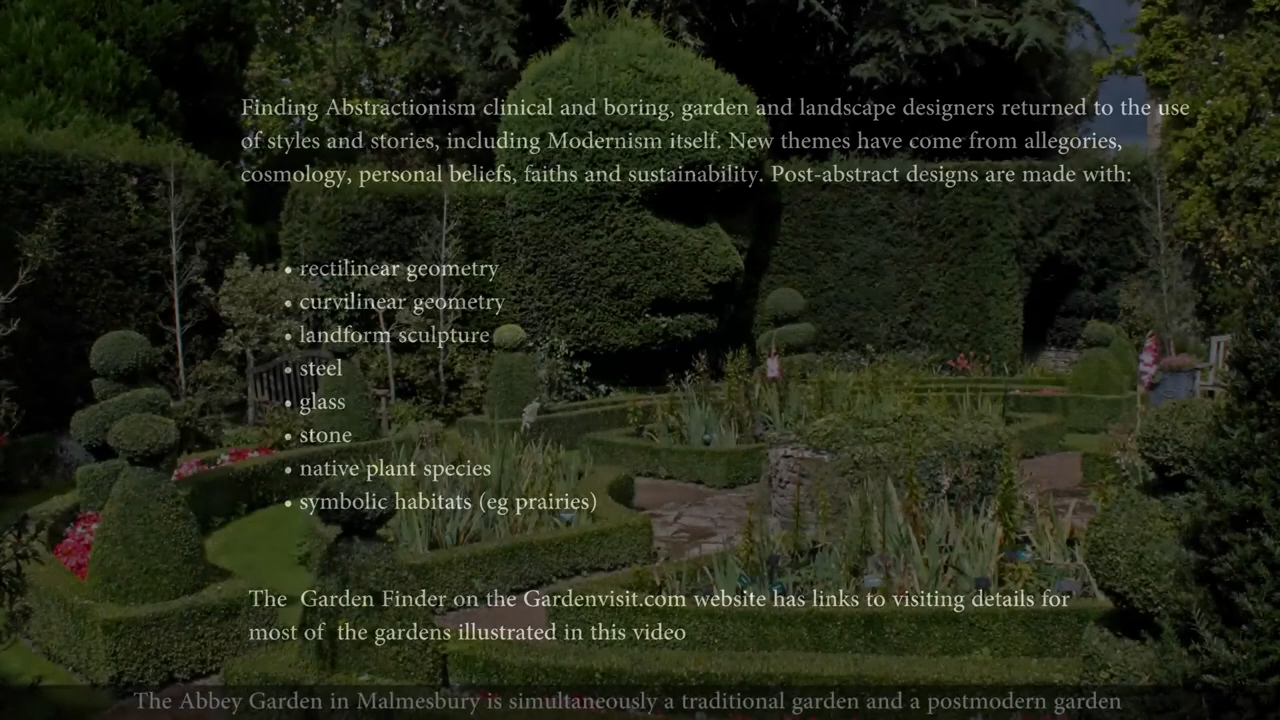 Finding Abstractionism clinical and boring, garden and landscape designers returned to the use
of styles and stories, including Modernism itself. New themes have come from allegories,
cosmology, personal beliefs, faiths and sustainability. Post-abstract designs are made with:
• rectilinear geometry
• curvilinear geometry
• landform sculpture
• steel
• glass
• stone
• native plant species
• symbolic habitats (eg prairies)
The  Garden Finder on the Gardenvisit.com website has links to visiting details for
most of  the gardens illustrated in this video
The Abbey Garden in Malmesbury is simultaneously a traditional garden and a postmodern garden